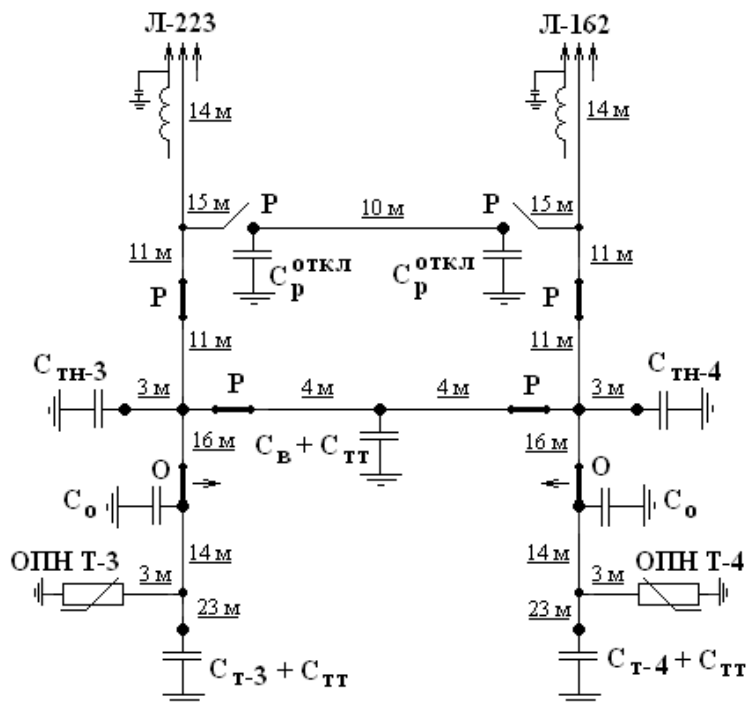 Л-223 Л-162
14 м 14 м
15 м Р 10 м Р 15 м
11 м С р откл С р откл 11 м
Р Р
11 м 11 м
С тн-3 3 м Р 4 м 4 м Р 3 м С тн-4
16 м С в + С тт 16 м
О О
С о С о
ОПН Т-3 14 м 14 м ОПН Т-4
3 м 3 м
23 м 23 м
С т-3 + С тт С т-4 + С тт